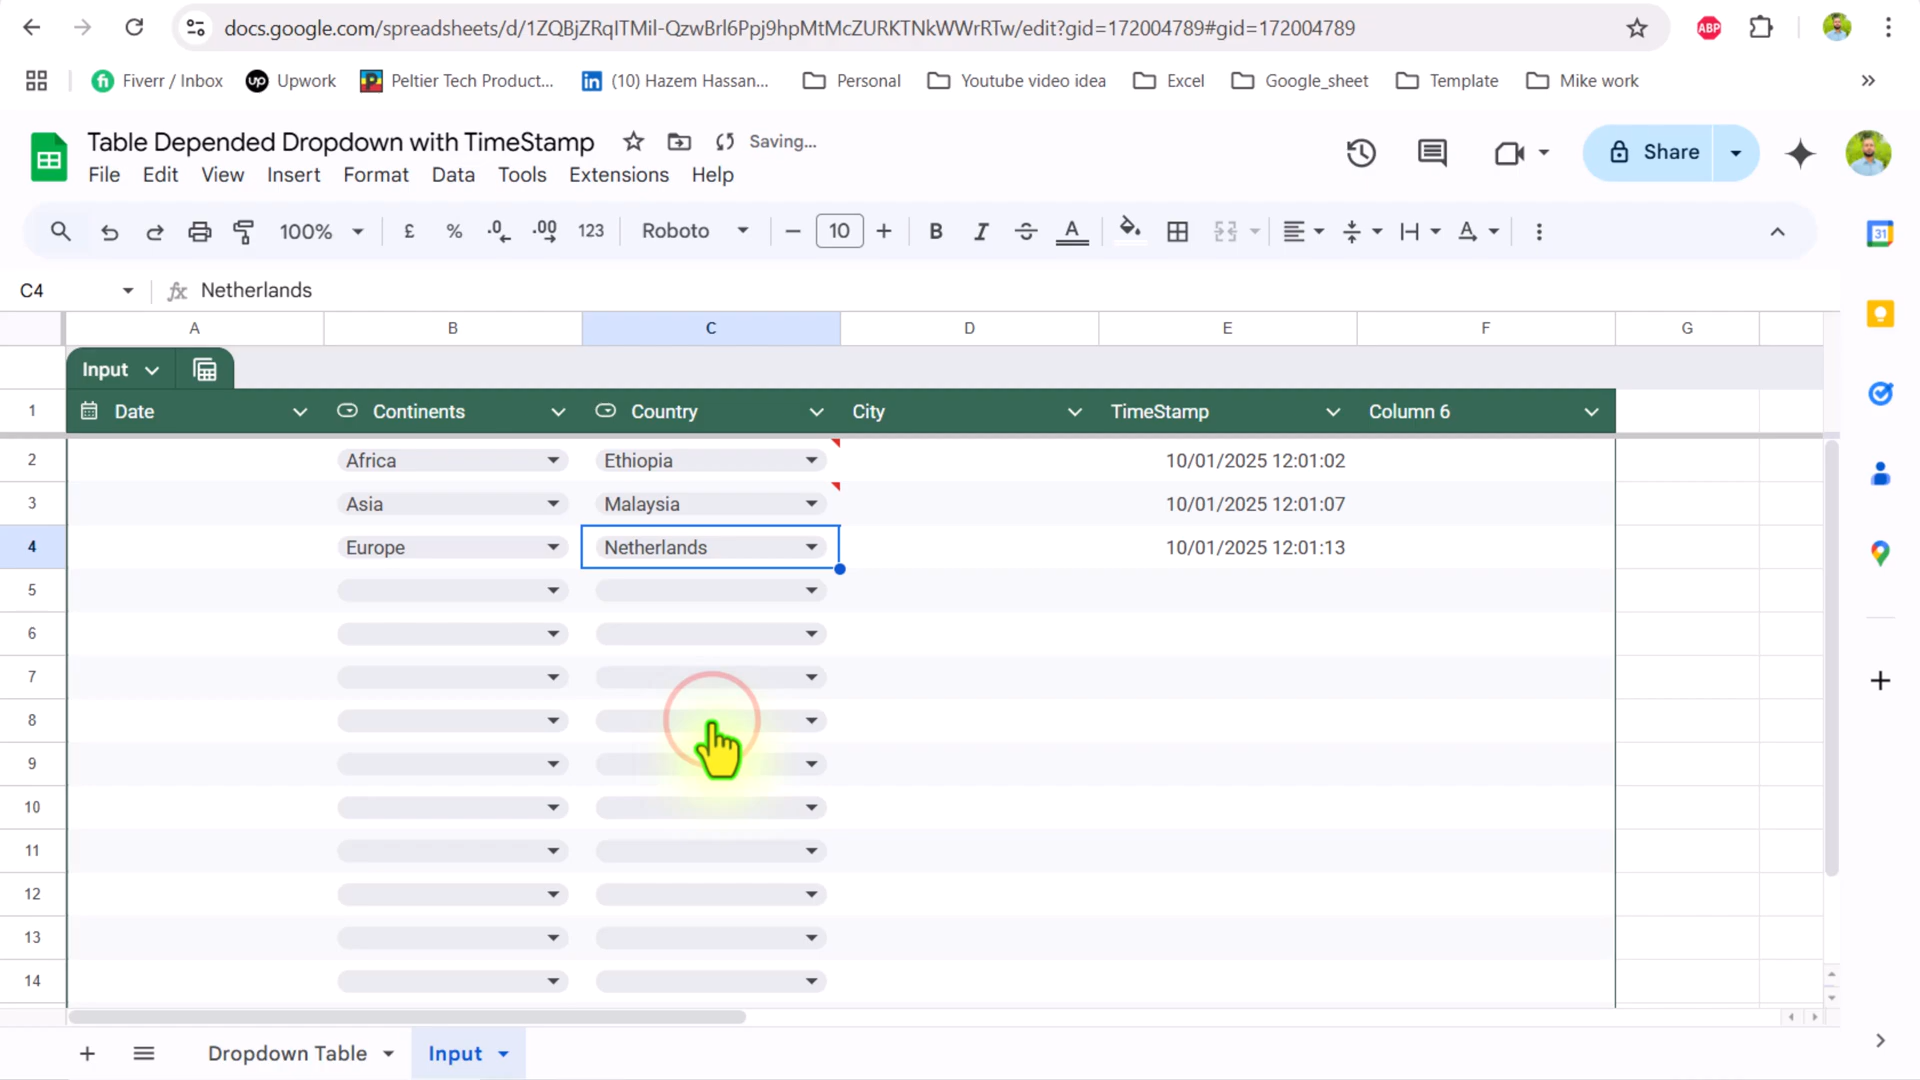 docs.google.com/spreadsheets/d/1ZQBjZRqITMil-QzwBrl6Ppj9hpMtMcZURKTNkWWrRTw/edit?gid=172004789#gid=172004789
ABP
Fiverr / Inbox
up Upwork
Peltier Tech Product...
(10) Hazem Hassan...
Personal
Youtube video idea
Excel
Google_sheet
Template
Mike work
Table Depended Dropdown with TimeStamp
Saving...
File Edit View Insert Format Data Tools Extensions Help
Share
100% £ % .0 .00 123 Roboto 10 B I S A
31
C4 fx Netherlands
A B C D E F G
Input
1 Date Continents Country City TimeStamp Column 6
2 Africa Ethiopia 10/01/2025 12:01:02
3 Asia Malaysia 10/01/2025 12:01:07
4 Europe Netherlands 10/01/2025 12:01:13
5
6
7
8
9
10
11
12
13
14
Dropdown Table Input